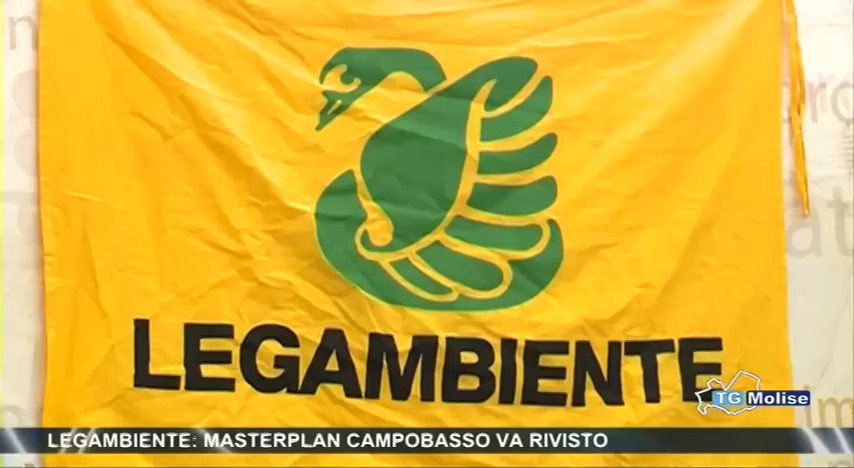 LEGAMBIENTE
TG Molise
LEGAMBIENTE: MASTERPLAN CAMPOBASSO VA RIVISTO